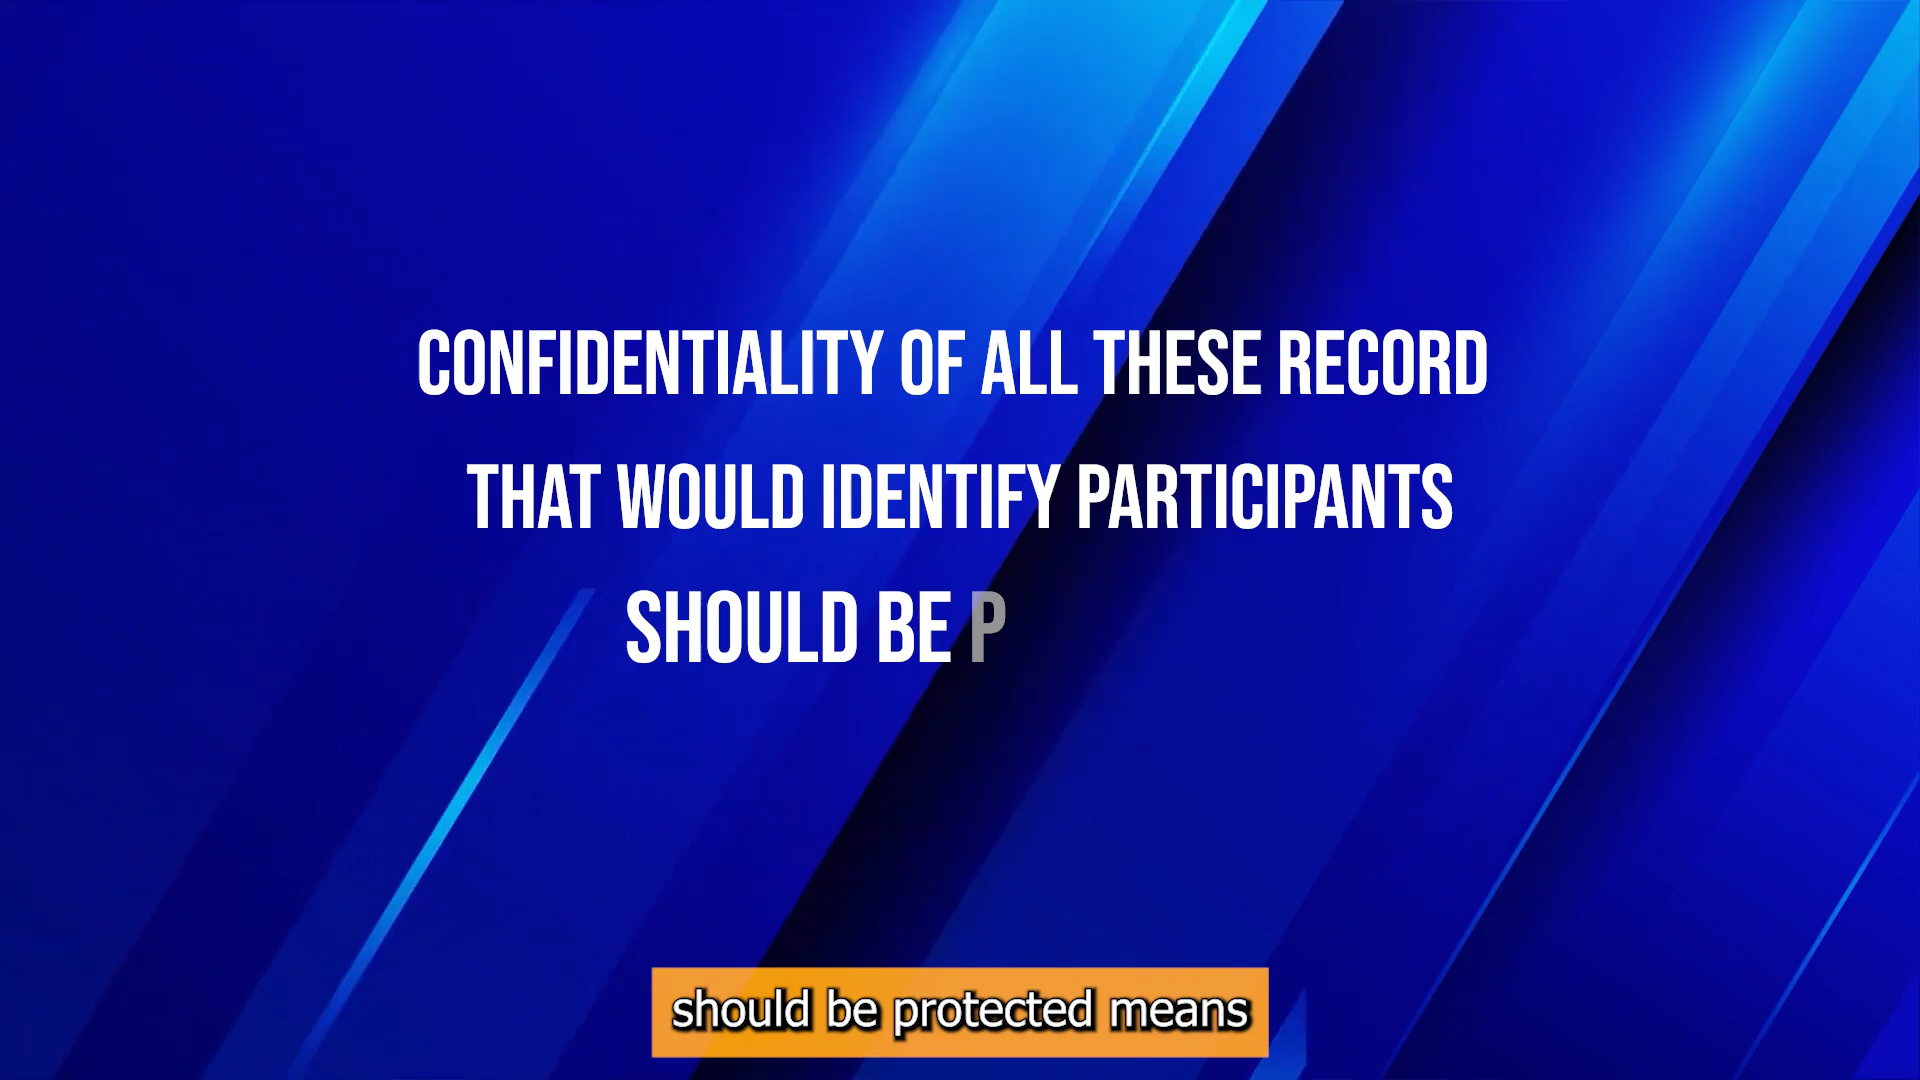 CONFIDENTIALITY OF ALL THESE RECORD
THAT WOULD IDENTIFY PARTICIPANTS
SHOULD BE P
should be protected means